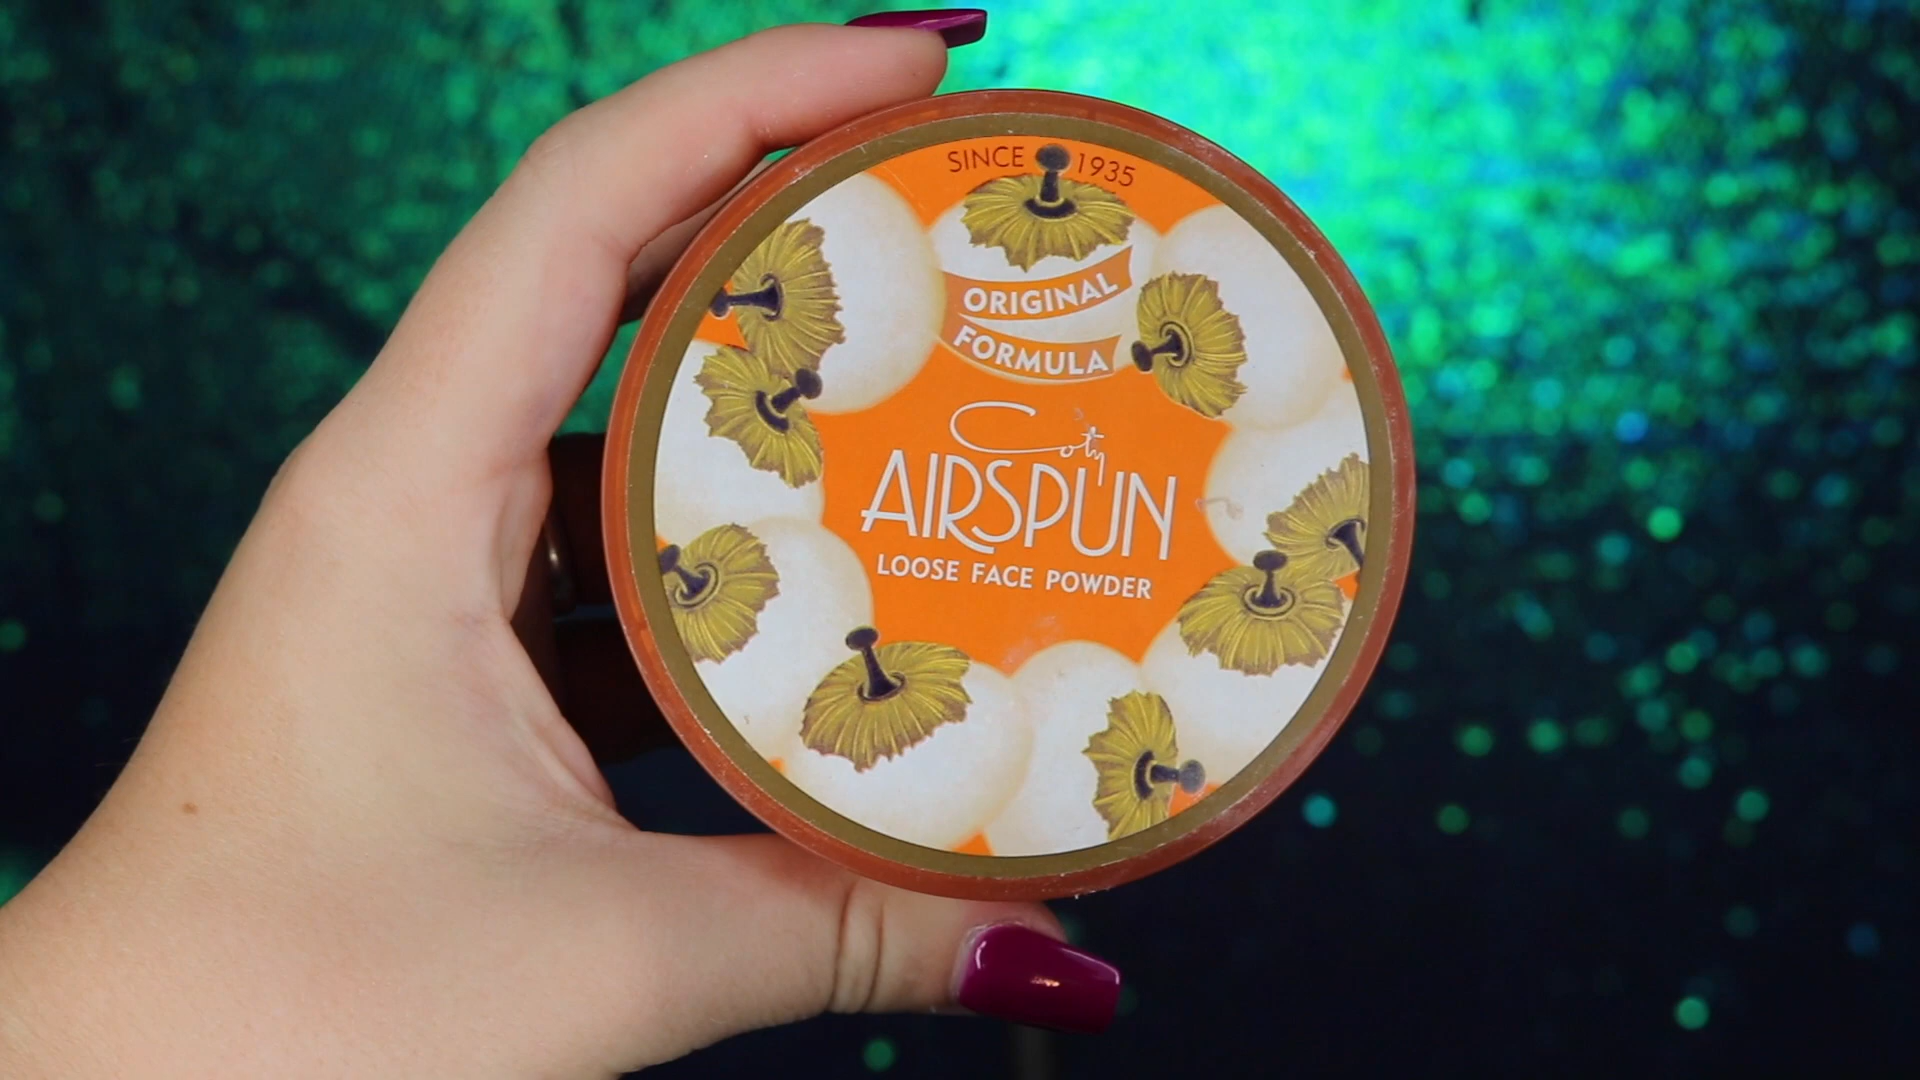 SINCE 1935
ORIGINAL
FORMULA
Coty
AIRSPUN
LOOSE FACE POWDER